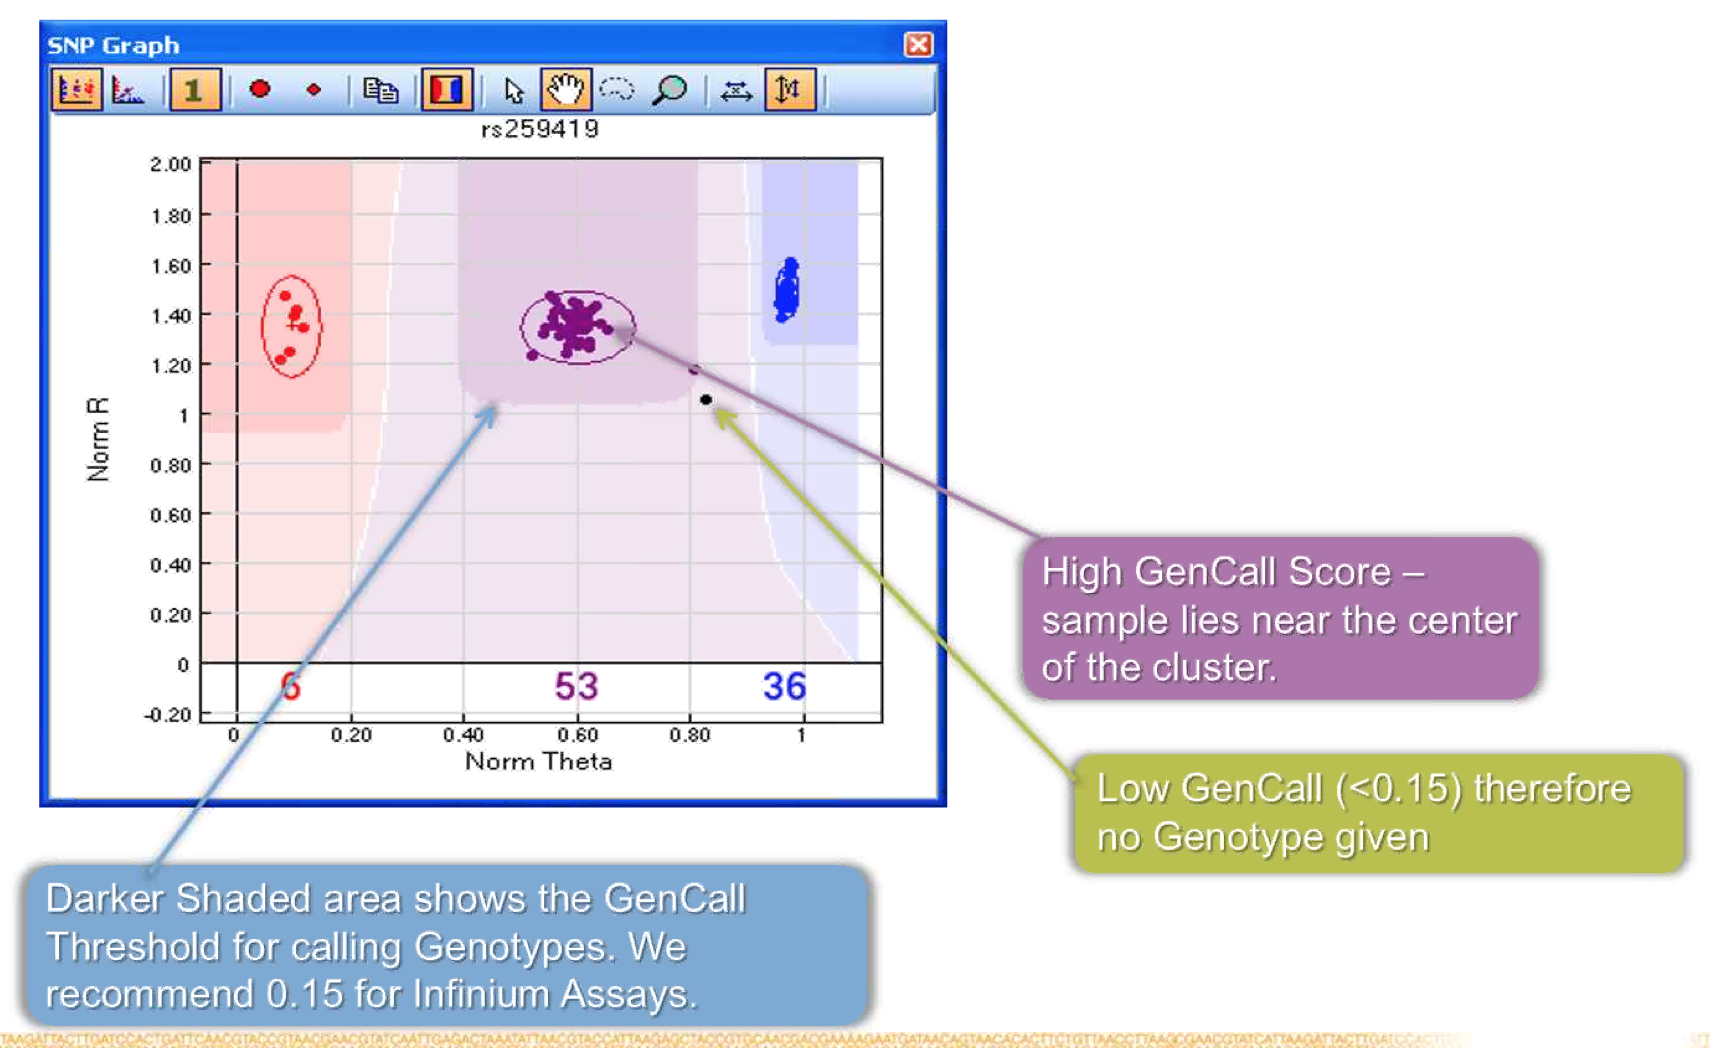 SNP Graph
1
rs259419
2.00
1.80
1.60
1.40
1.20
1
0.80
0.60
0.40
0.20
0
-0.20
Norm R
6
53
36
0
0.20
0.40
0.60
0.80
1
Norm Theta
High GenCall Score –
sample lies near the center
of the cluster.
Low GenCall (<0.15) therefore
no Genotype given
Darker Shaded area shows the GenCall
Threshold for calling Genotypes. We
recommend 0.15 for Infinium Assays.